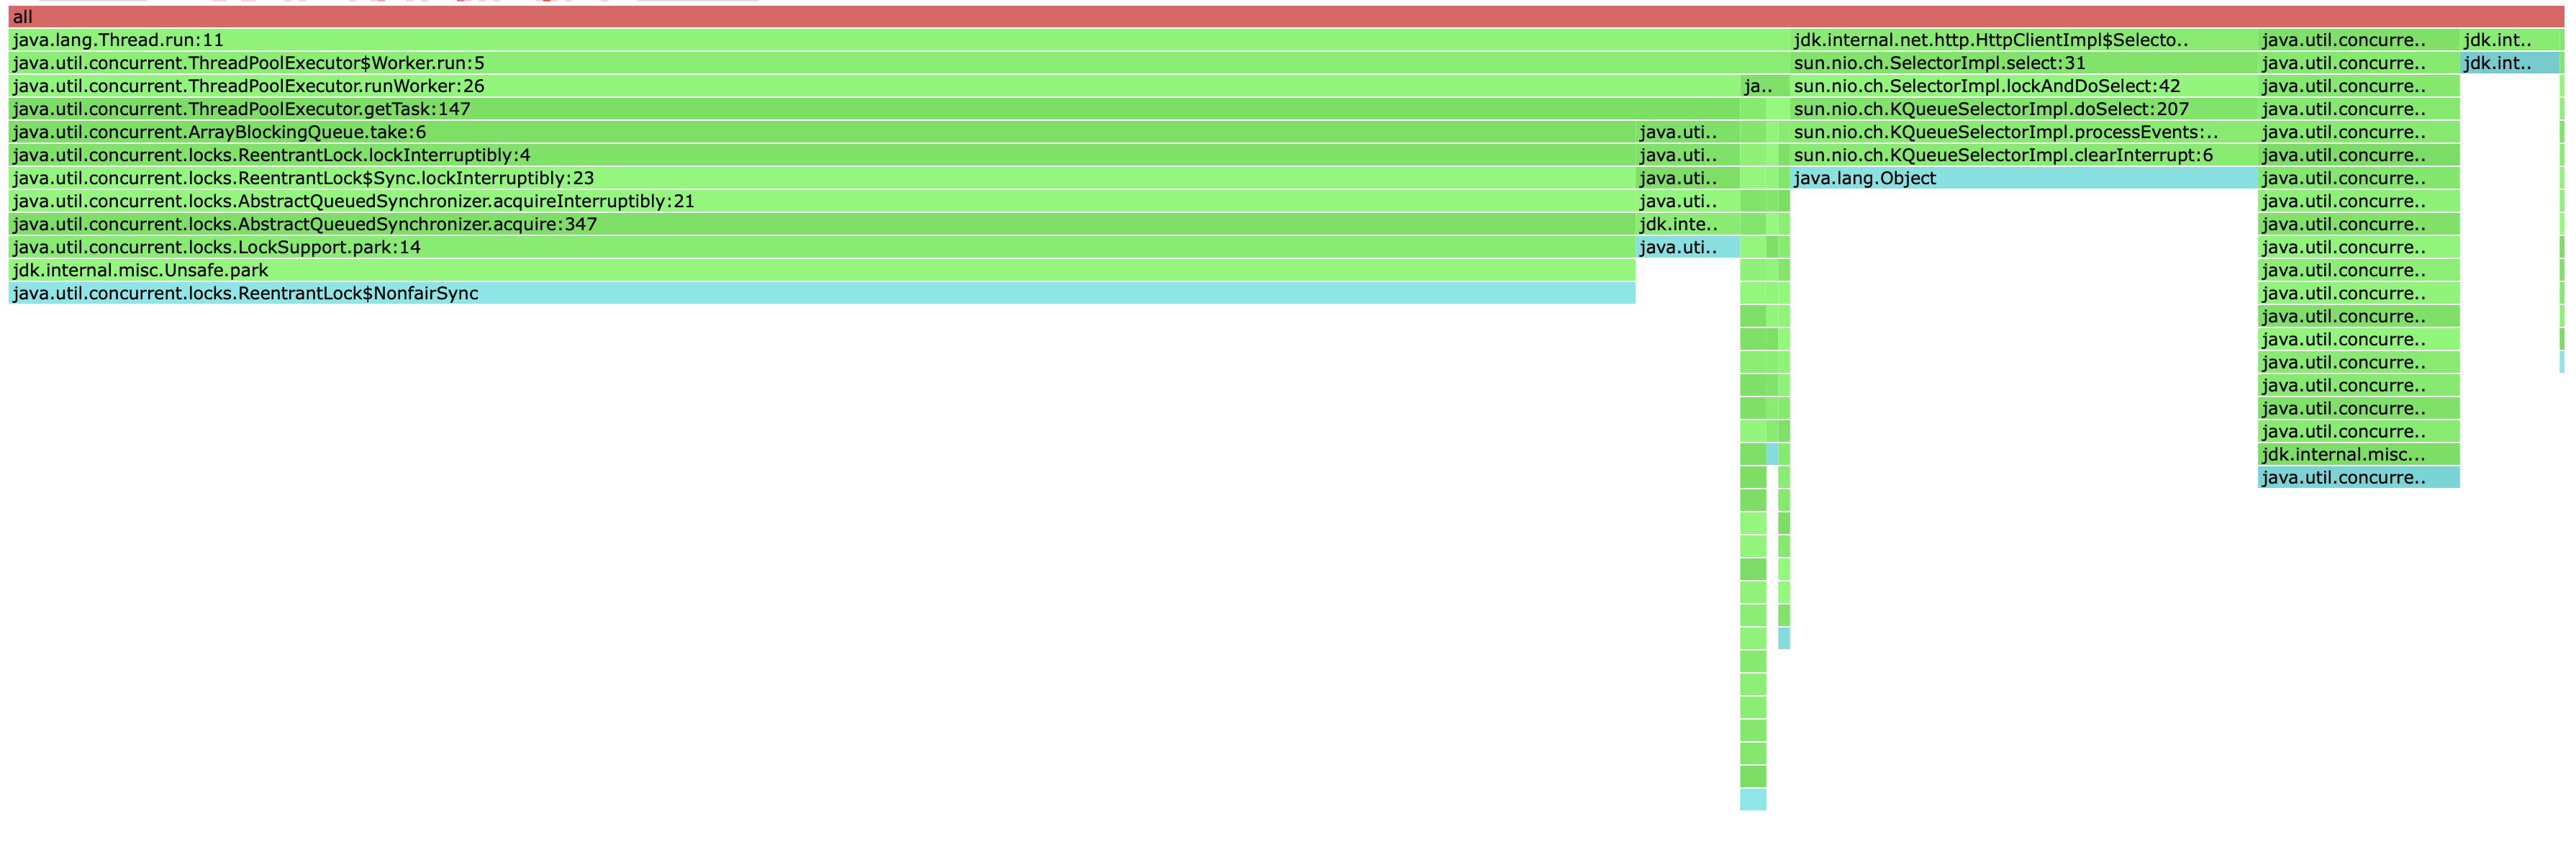 all
java.lang.Thread.run:11 jdk.internal.net.http.HttpClientImpl$Selecto.. java.util.concurre.. jdk.int..
java.util.concurrent.ThreadPoolExecutor$Worker.run:5 sun.nio.ch.SelectorImpl.select:31 java.util.concurre.. jdk.int..
java.util.concurrent.ThreadPoolExecutor.runWorker:26 ja.. sun.nio.ch.SelectorImpl.lockAndDoSelect:42 java.util.concurre..
java.util.concurrent.ThreadPoolExecutor.getTask:147 sun.nio.ch.KQueueSelectorImpl.doSelect:207 java.util.concurre..
java.util.concurrent.ArrayBlockingQueue.take:6 java.uti.. sun.nio.ch.KQueueSelectorImpl.processEvents:.. java.util.concurre..
java.util.concurrent.locks.ReentrantLock.lockInterruptibly:4 java.uti.. sun.nio.ch.KQueueSelectorImpl.clearInterrupt:6 java.util.concurre..
java.util.concurrent.locks.ReentrantLock$Sync.lockInterruptibly:23 java.uti.. java.lang.Object java.util.concurre..
java.util.concurrent.locks.AbstractQueuedSynchronizer.acquireInterruptibly:21 java.uti.. java.util.concurre..
java.util.concurrent.locks.AbstractQueuedSynchronizer.acquire:347 jdk.inte.. java.util.concurre..
java.util.concurrent.locks.LockSupport.park:14 java.uti.. java.util.concurre..
jdk.internal.misc.Unsafe.park java.util.concurre..
java.util.concurrent.locks.ReentrantLock$NonfairSync java.util.concurre..
java.util.concurre..
java.util.concurre..
java.util.concurre..
java.util.concurre..
java.util.concurre..
java.util.concurre..
jdk.internal.misc...
java.util.concurre..